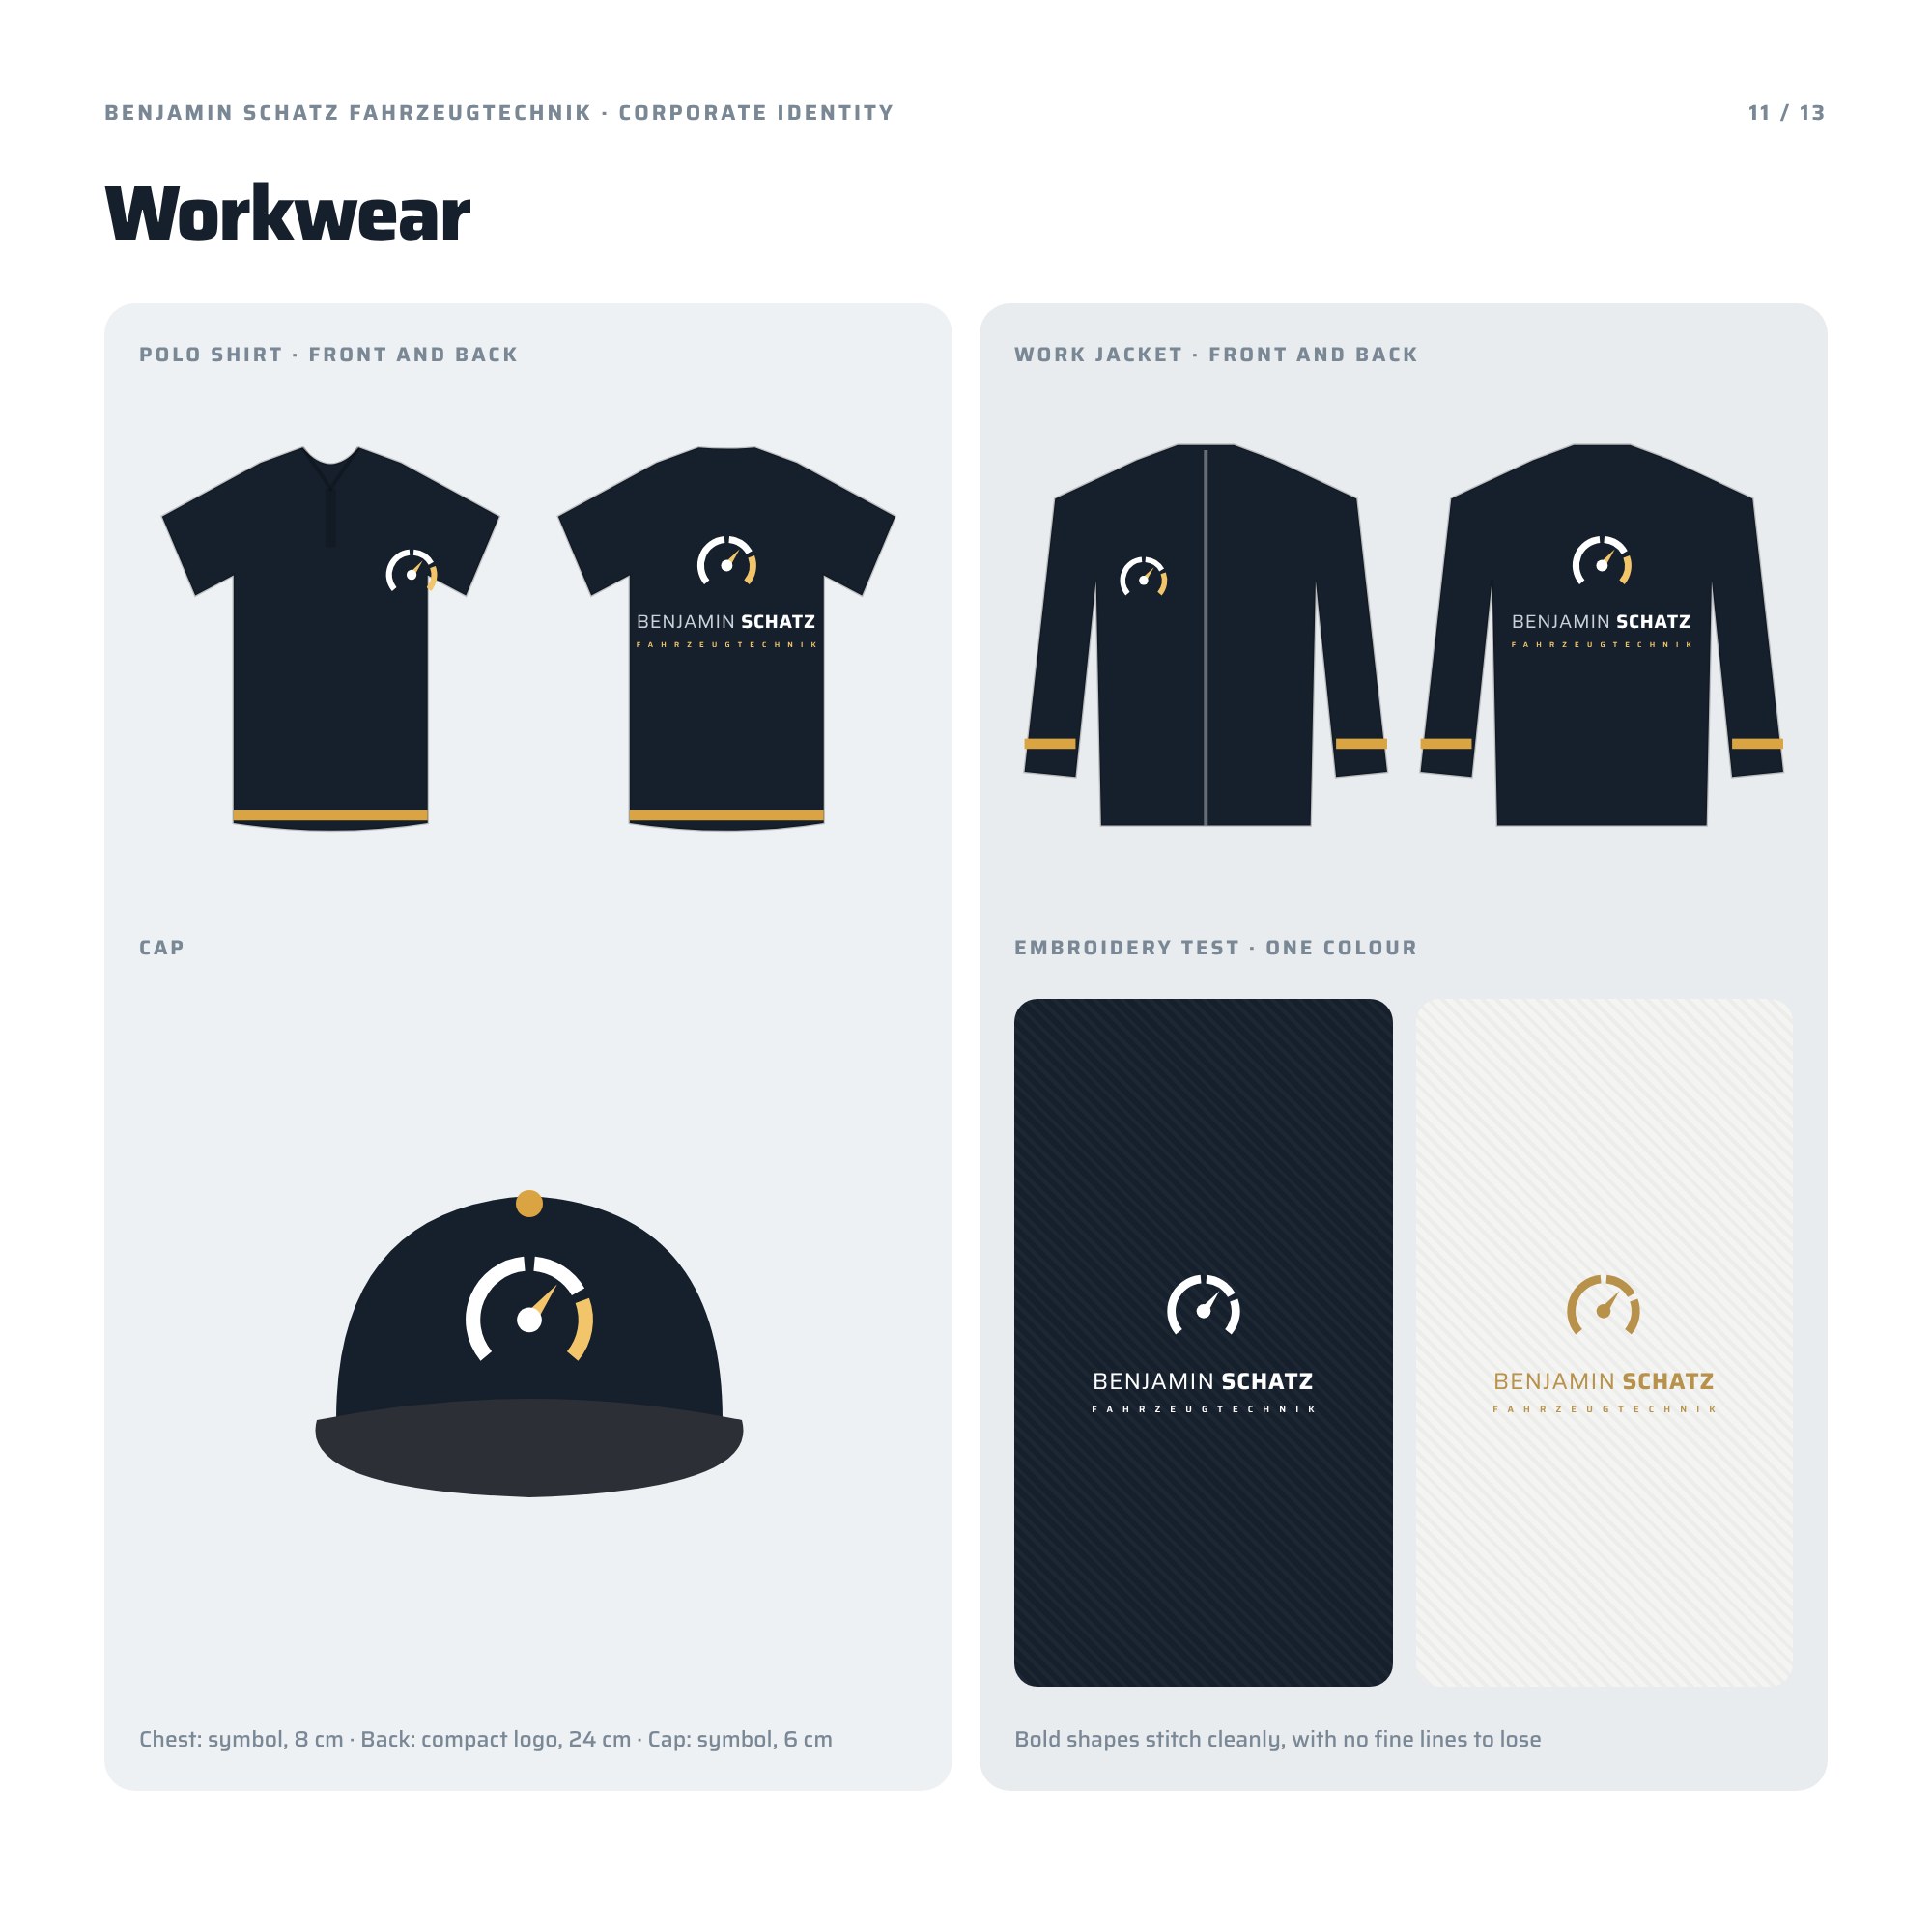 BENJAMIN SCHATZ FAHRZEUGTECHNIK · CORPORATE IDENTITY
11 / 13
Workwear
POLO SHIRT · FRONT AND BACK
BENJAMIN SCHATZ
FAHRZEUGTECHNIK
WORK JACKET · FRONT AND BACK
BENJAMIN SCHATZ
FAHRZEUGTECHNIK
CAP
EMBROIDERY TEST · ONE COLOUR
BENJAMIN SCHATZ
FAHRZEUGTECHNIK
BENJAMIN SCHATZ
FAHRZEUGTECHNIK
Chest: symbol, 8 cm · Back: compact logo, 24 cm · Cap: symbol, 6 cm
Bold shapes stitch cleanly, with no fine lines to lose